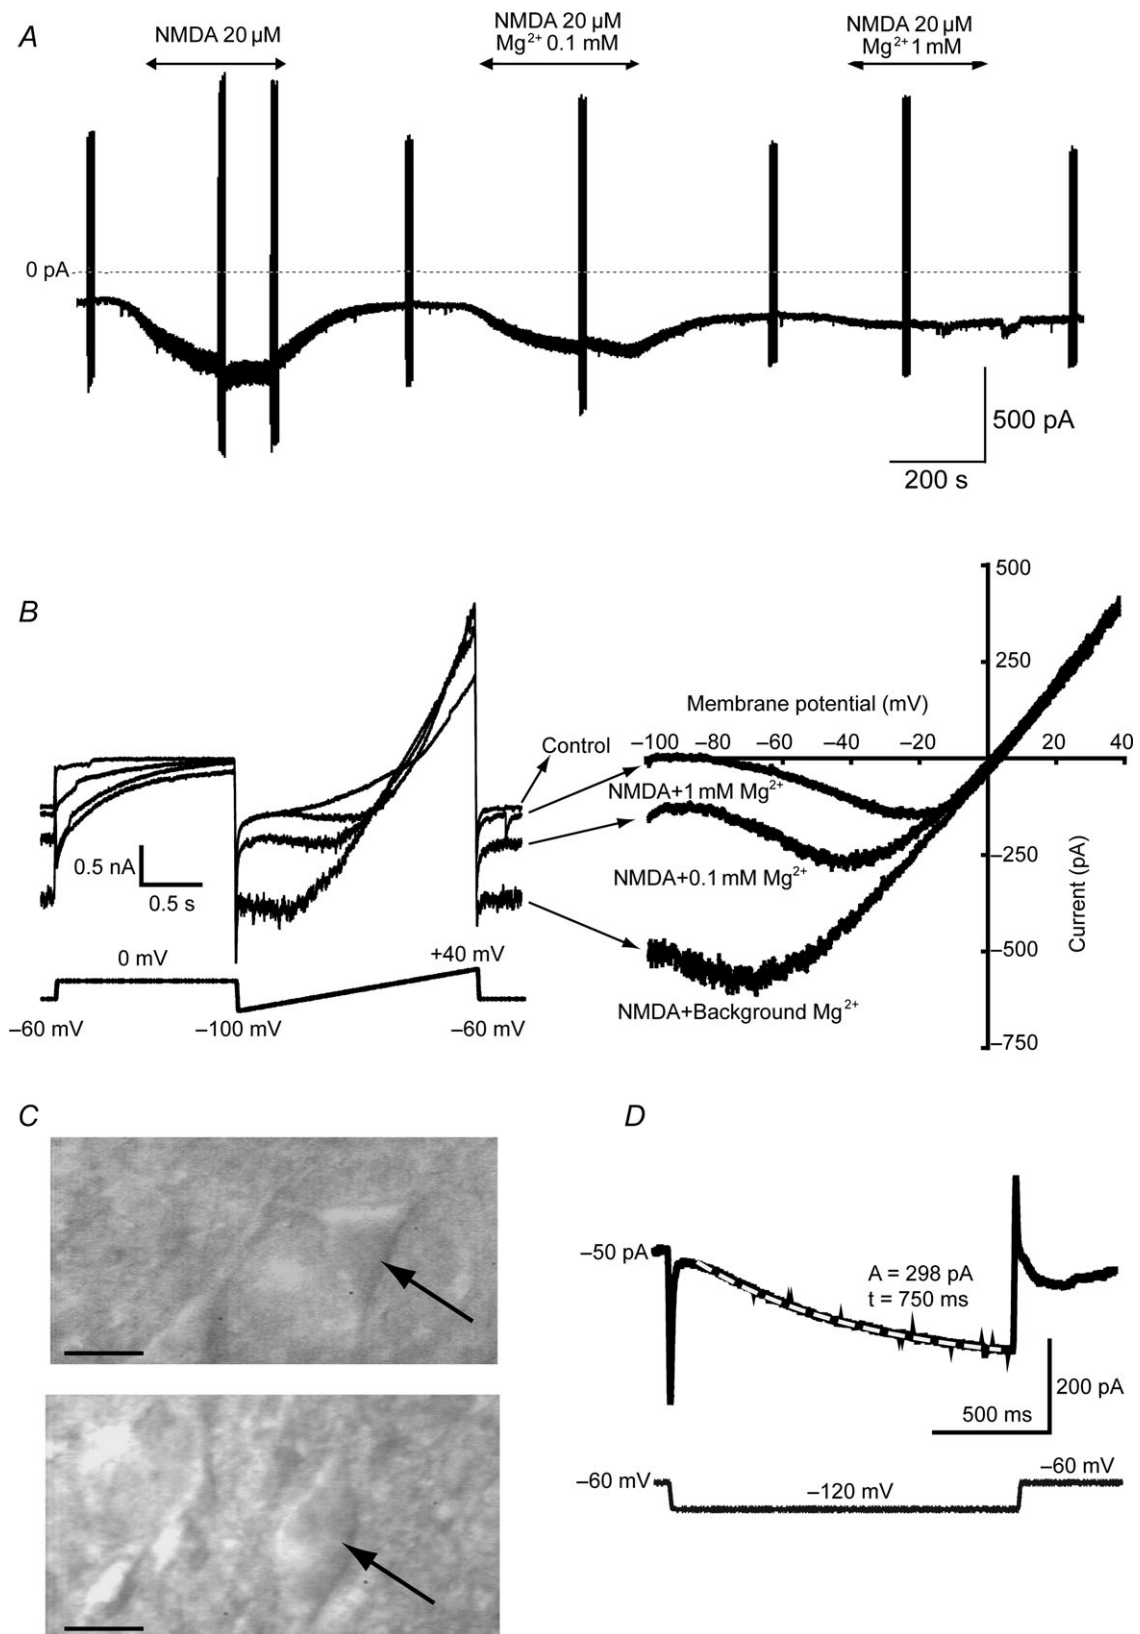 A
NMDA 20 µM
NMDA 20 µM
Mg2+ 0.1 mM
NMDA 20 µM
Mg2+ 1 mM
0 pA
500 pA
200 s
B
0.5 nA
0.5 s
0 mV
+40 mV
–60 mV
–100 mV
–60 mV
Control
Membrane potential (mV)
–100 –80 –60 –40 –20 20 40
500
250
–250
–500
–750
Current (pA)
NMDA+1 mM Mg2+
NMDA+0.1 mM Mg2+
NMDA+Background Mg2+
C
D
–50 pA
A = 298 pA
t = 750 ms
200 pA
500 ms
–60 mV
–120 mV
–60 mV